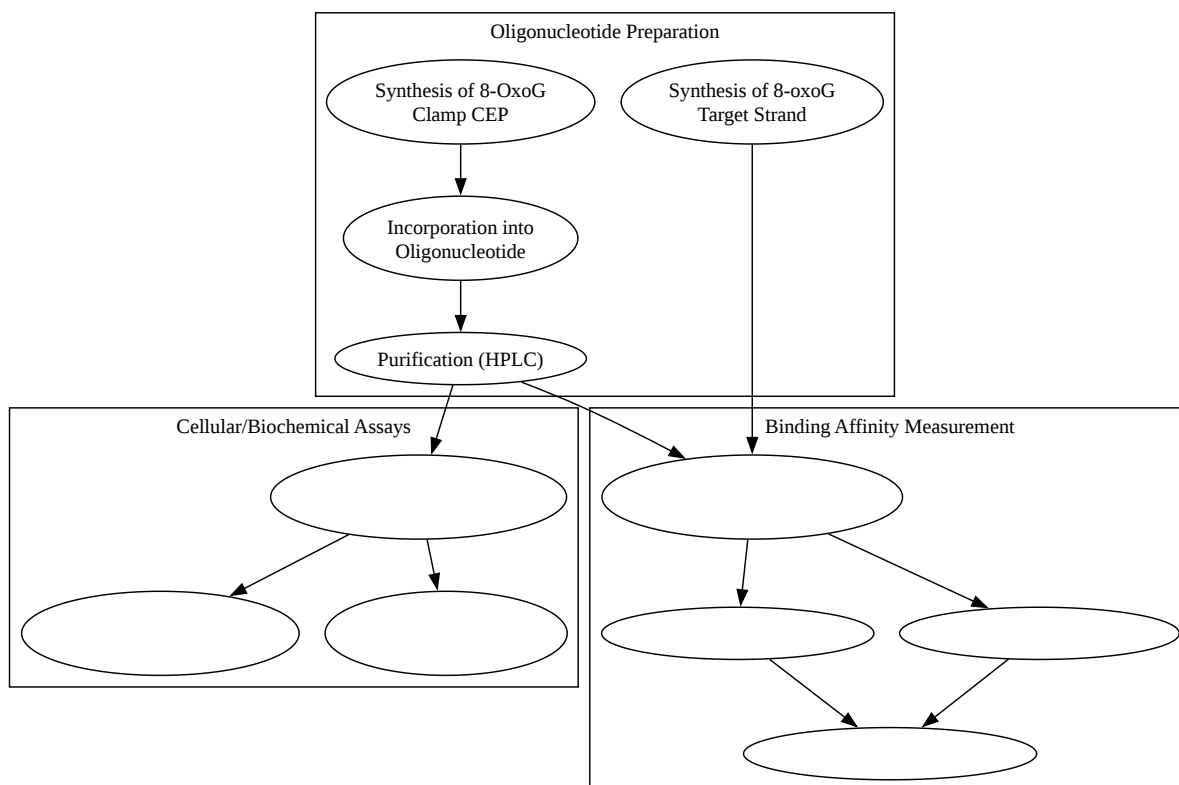 Oligonucleotide Preparation
Synthesis of 8-OxoG
Clamp CEP
Synthesis of 8-oxoG
Target Strand
Incorporation into
Oligonucleotide
Purification (HPLC)
Cellular/Biochemical Assays
Binding Affinity Measurement